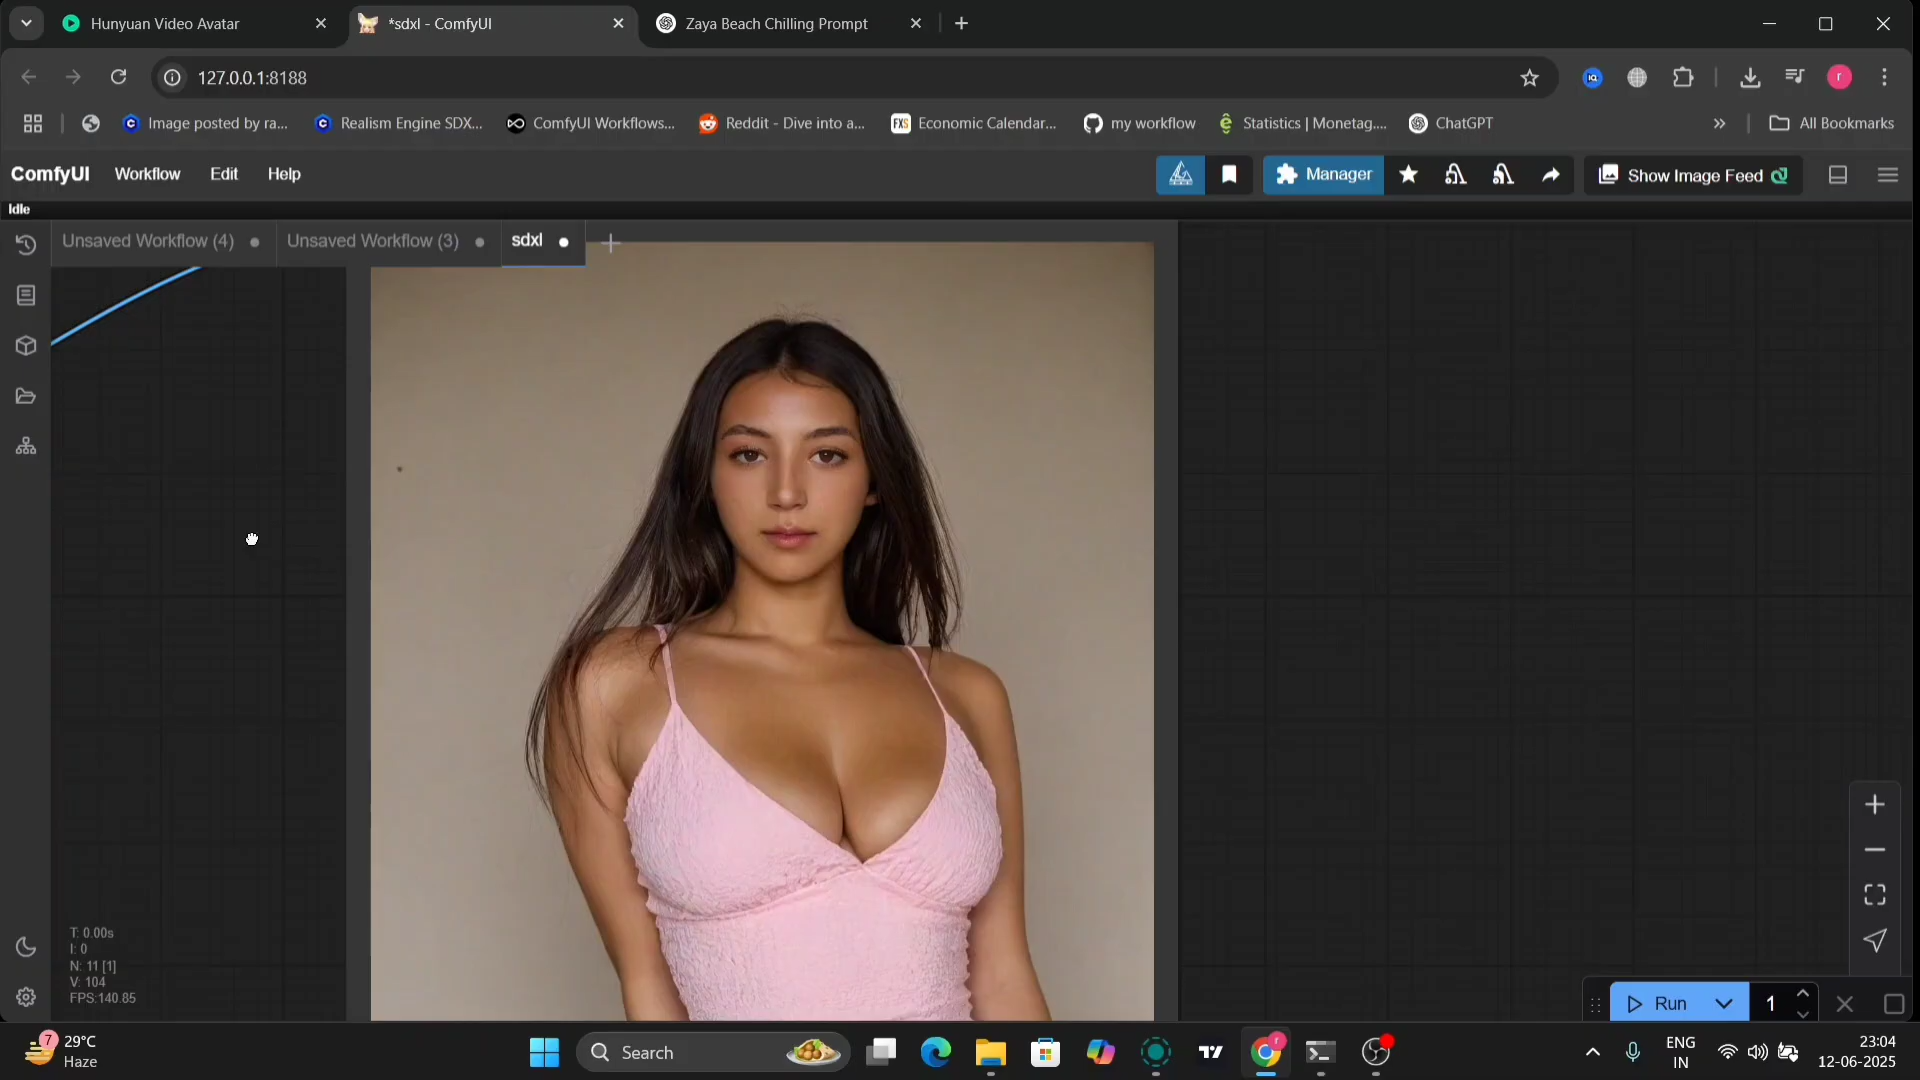 Hunyuan Video Avatar
*sdxl - ComfyUI
Zaya Beach Chilling Prompt
127.0.0.1:8188
r
Image posted by ra...
Realism Engine SDX...
ComfyUI Workflows...
Reddit - Dive into a...
FXS
Economic Calendar...
my workflow
Statistics | Monetag,...
ChatGPT
»
All Bookmarks
ComfyUI
Workflow
Edit
Help
Manager
Show Image Feed
Idle
Unsaved Workflow (4)
Unsaved Workflow (3)
sdxl
T: 0.00s
I: 0
N: 11 [1]
V: 104
FPS:140.85
Run
1
7
29°C
Haze
Search
r
ENG
IN
23:04
12-06-2025